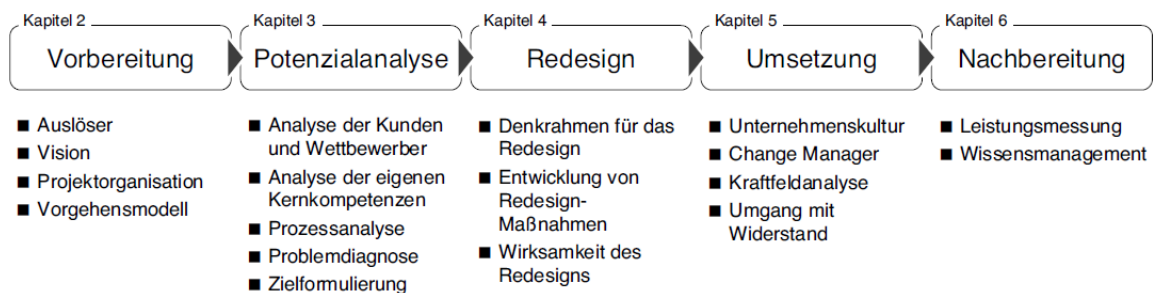 Kapitel 2
Vorbereitung
■ Auslöser
■ Vision
■ Projektorganisation
■ Vorgehensmodell
Kapitel 3
Potenzialanalyse
■ Analyse der Kunden
und Wettbewerber
■ Analyse der eigenen
Kernkompetenzen
■ Prozessanalyse
■ Problemdiagnose
■ Zielformulierung
Kapitel 4
Redesign
■ Denkrahmen für das
Redesign
■ Entwicklung von
Redesign-
Maßnahmen
■ Wirksamkeit des
Redesigns
Kapitel 5
Umsetzung
■ Unternehmenskultur
■ Change Manager
■ Kraftfeldanalyse
■ Umgang mit
Widerstand
Kapitel 6
Nachbereitung
■ Leistungsmessung
■ Wissensmanagement